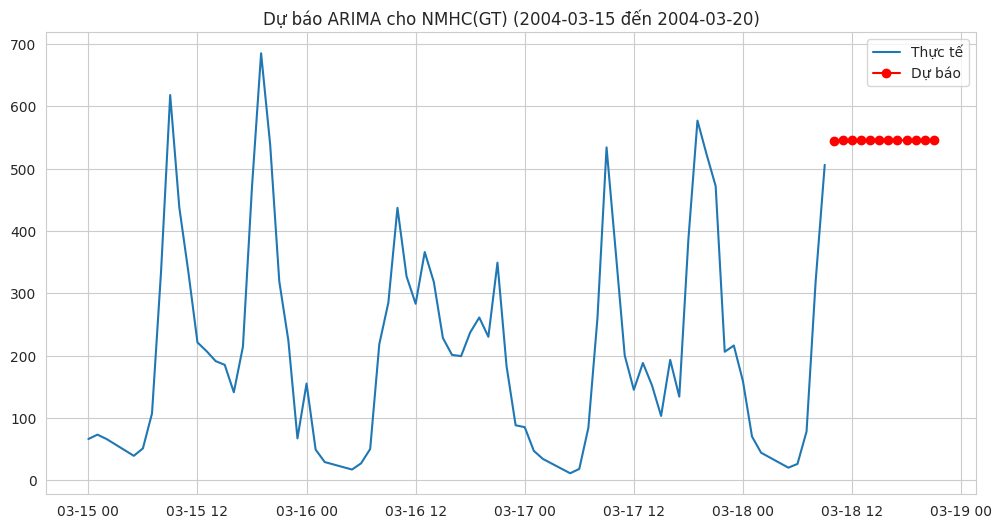 Dự báo ARIMA cho NMHC(GT) (2004-03-15 đến 2004-03-20)
Thực tế
Dự báo
700
600
500
400
300
200
100
0
03-15 00 03-15 12 03-16 00 03-16 12 03-17 00 03-17 12 03-18 00 03-18 12 03-19 00